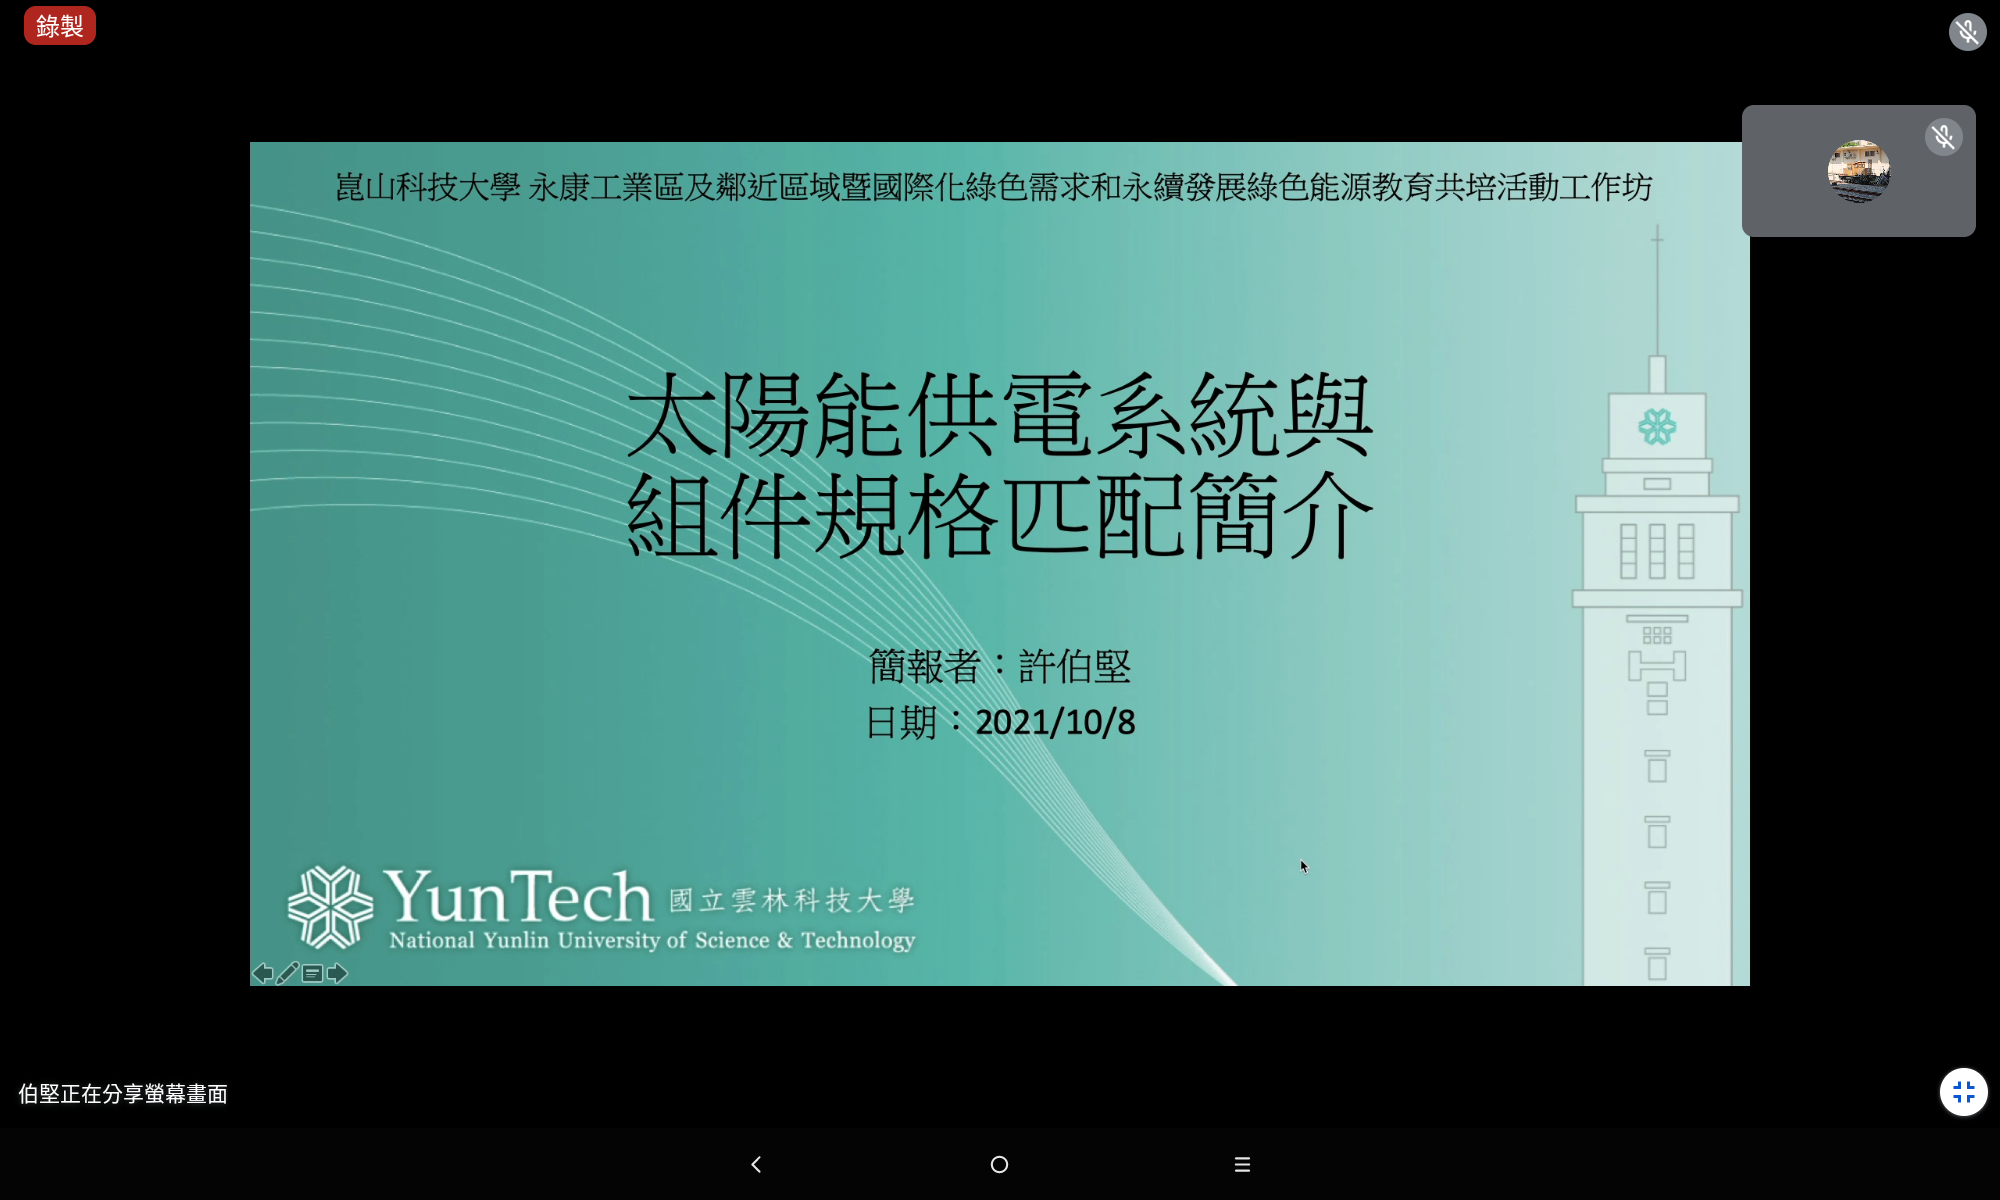 錄製
崑山科技大學 永康工業區及鄰近區域暨國際化綠色需求和永續發展綠色能源教育共培活動工作坊
太陽能供電系統與
組件規格匹配簡介
簡報者：許伯堅
日期：2021/10/8
YunTech 國立雲林科技大學
National Yunlin University of Science & Technology
伯堅正在分享螢幕畫面